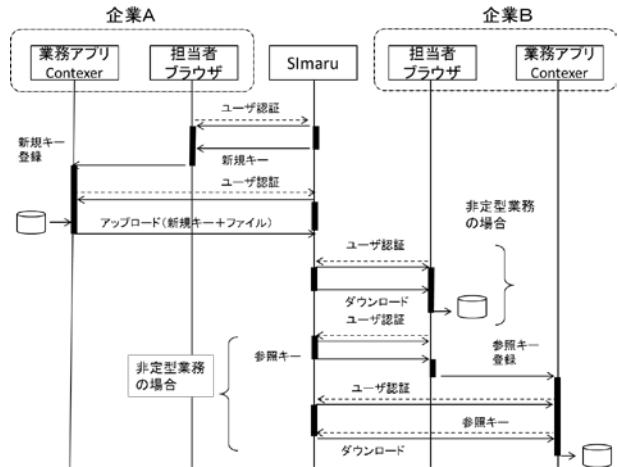 企業A
企業B
業務アプリ
Contexer
担当者
ブラウザ
SImaru
担当者
ブラウザ
業務アプリ
Contexer
ユーザ認証
新規キー
登録
新規キー
ユーザ認証
アップロード(新規キー+ファイル)
非定型業務
の場合
ユーザ認証
ダウンロード
ユーザ認証
参照キー
参照キー
登録
非定型業務
の場合
ユーザ認証
参照キー
ダウンロード